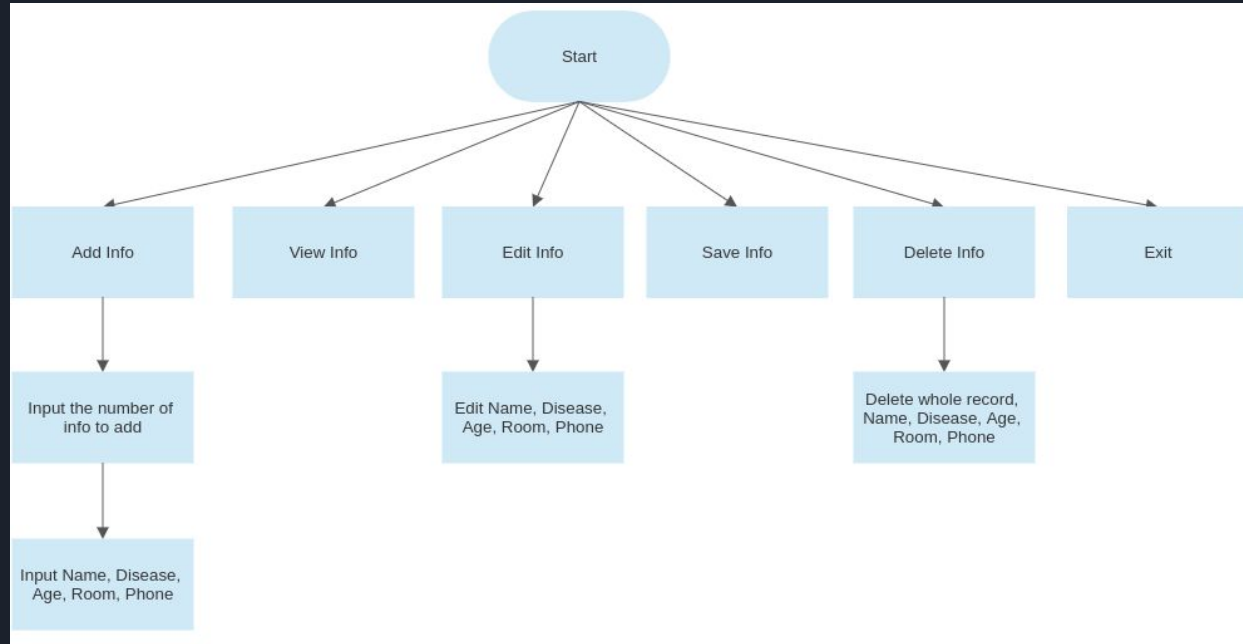 Start
Add Info
View Info
Edit Info
Save Info
Delete Info
Exit
Input the number of
info to add
Edit Name, Disease,
Age, Room, Phone
Delete whole record,
Name, Disease, Age,
Room, Phone
Input Name, Disease,
Age, Room, Phone